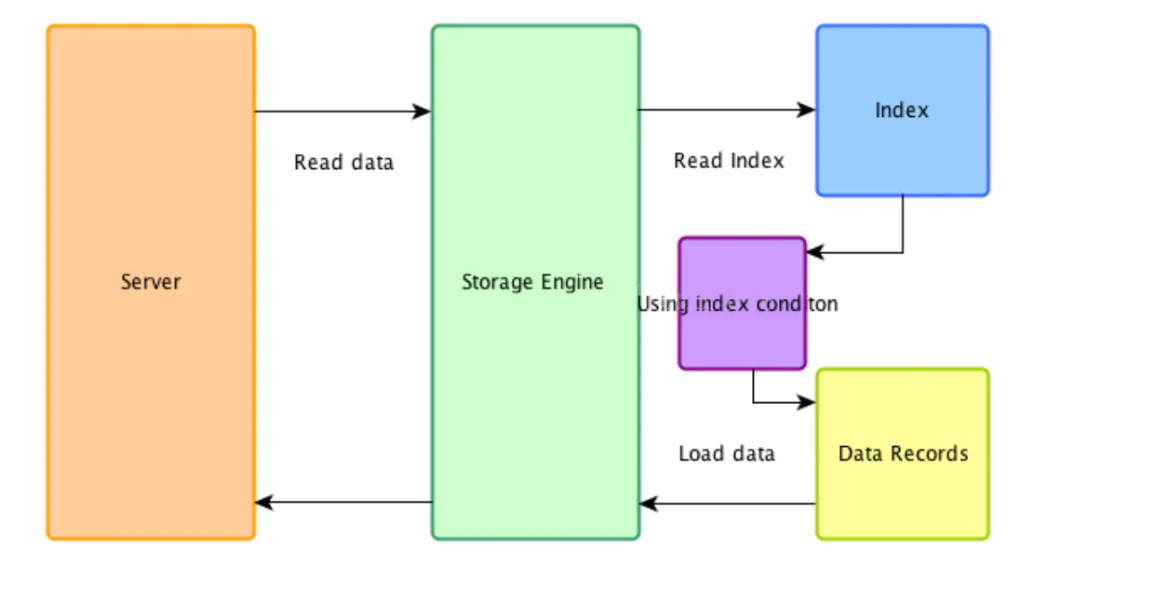 Index
Read data
Read Index
Server
Storage Engine
Using index conditon
Load data
Data Records